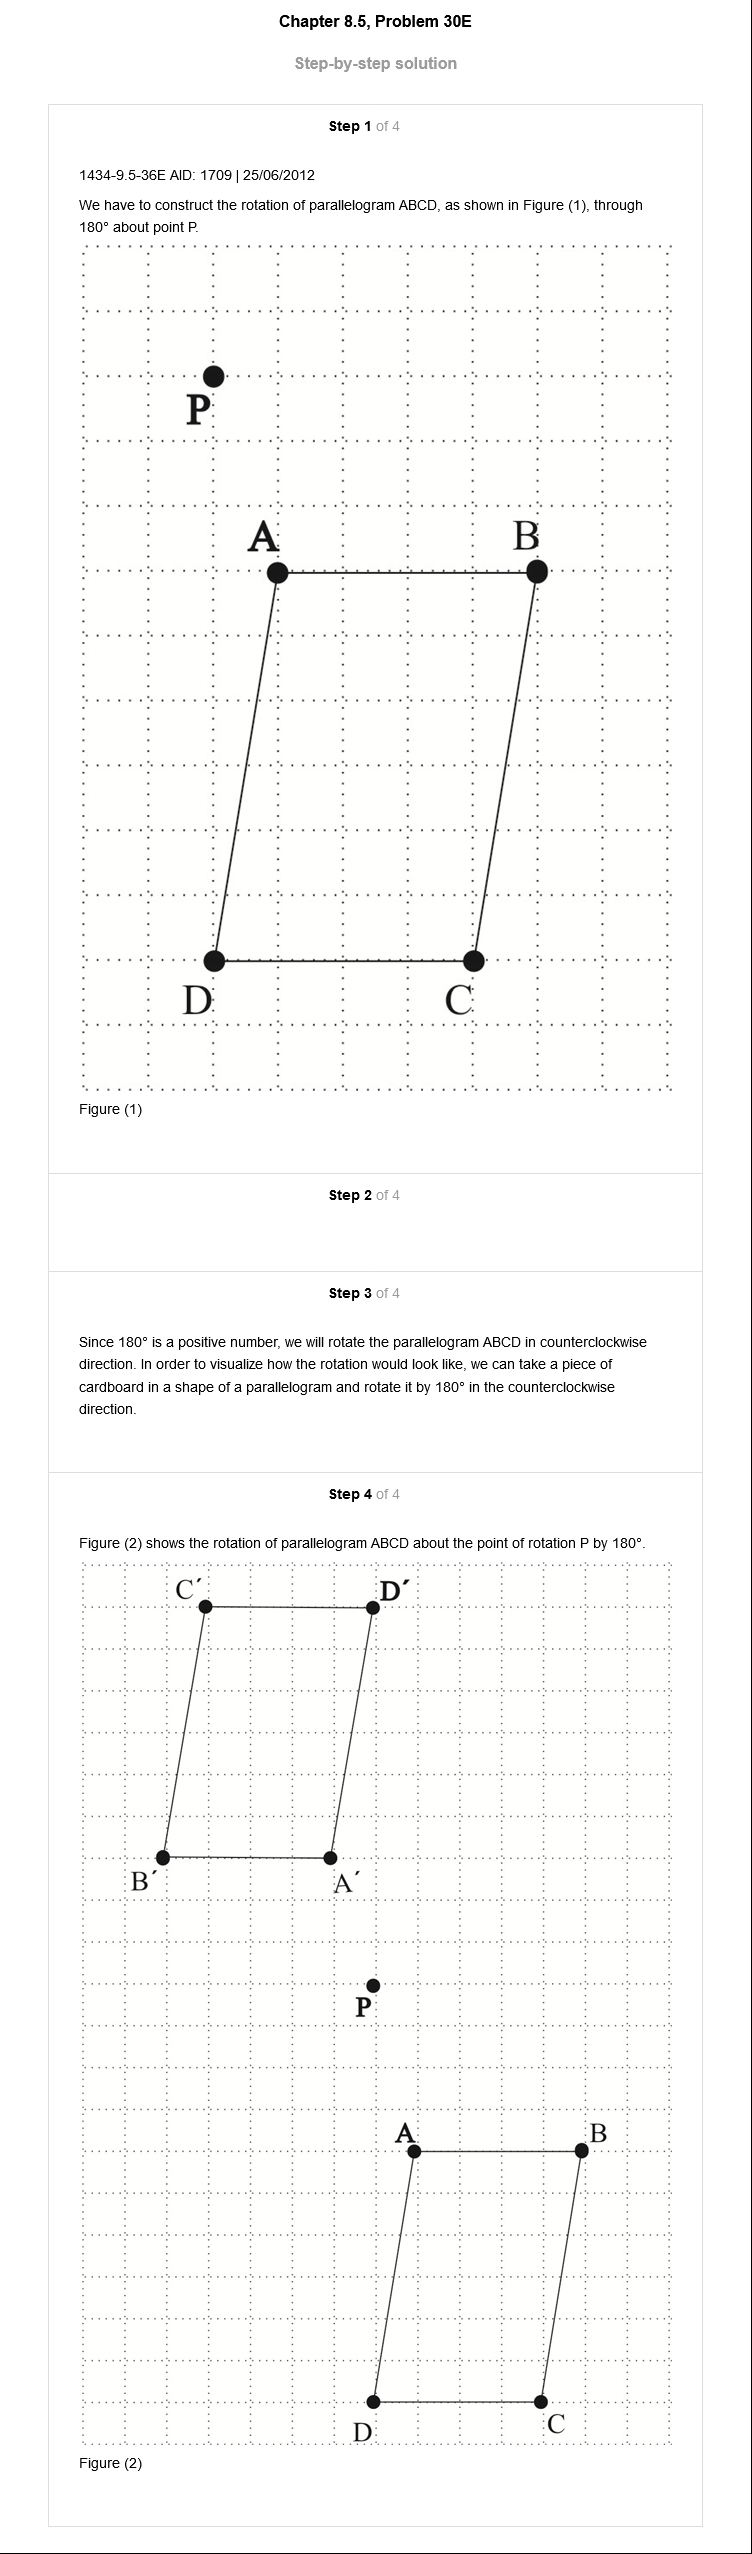 Chapter 8.5, Problem 30E
Step-by-step solution
Step 1 of 4
1434-9.5-36E AID: 1709 | 25/06/2012
We have to construct the rotation of parallelogram ABCD, as shown in Figure (1), through
180° about point P.
P
A B
D C
Figure (1)
Step 2 of 4
Step 3 of 4
Since 180° is a positive number, we will rotate the parallelogram ABCD in counterclockwise
direction. In order to visualize how the rotation would look like, we can take a piece of
cardboard in a shape of a parallelogram and rotate it by 180° in the counterclockwise
direction.
Step 4 of 4
Figure (2) shows the rotation of parallelogram ABCD about the point of rotation P by 180°.
C´ D´
B´ A´
P
A B
D C
Figure (2)